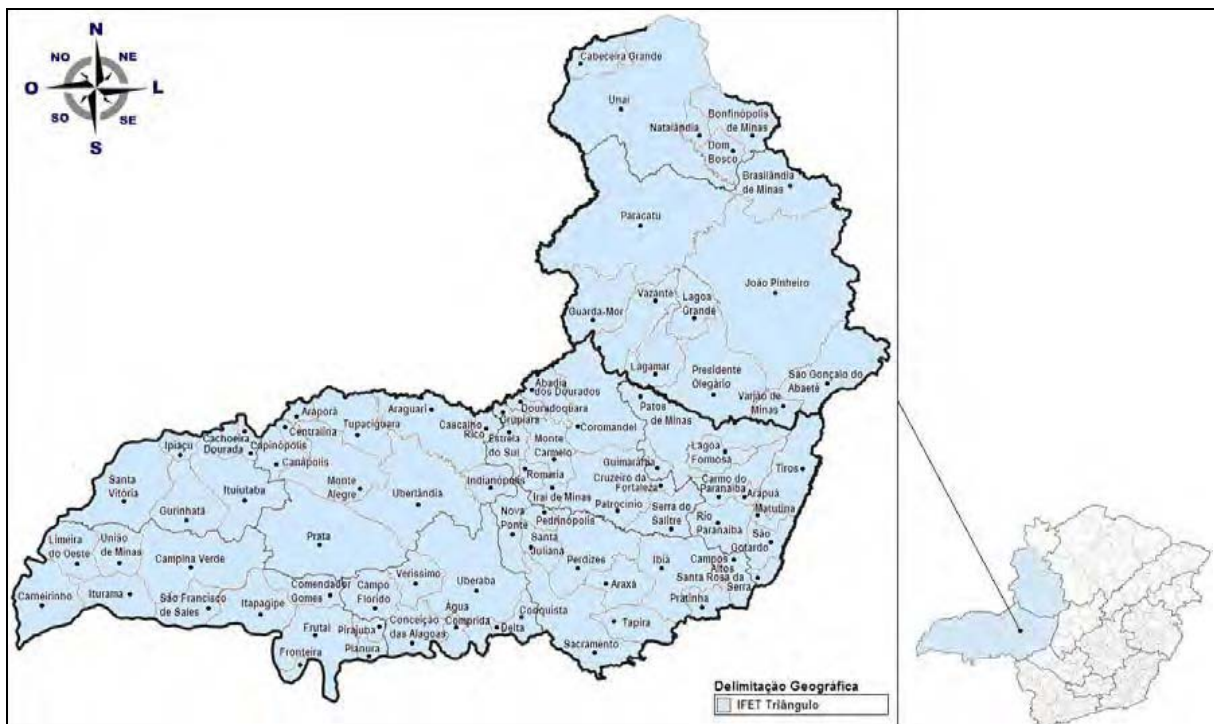 N
NO
NE
O
L
SO
SE
S
Cabeceira Grande
Unaí
Bonfinópolis
de Minas
Natalândia
Dom
Bosco
Brasilândia
de Minas
Paracatu
João Pinheiro
Vazante
Lagoa
Grande
Guarda-Mor
Lagamar
Presidente
Olegário
São Gonçalo do
Abaeté
Varjão de
Minas
Abadia
dos Dourados
Douradoquara
Grupiara
Patos
de Minas
Araguari
Cascalho
Rico
Estrela
do Sul
Monte
Carmelo
Coromandel
Araporã
Centralina
Tupaciguara
Cachoeira
Dourada
Capinópolis
Ipiaçu
Canápolis
Lagoa
Formosa
Guimarânia
Cruzeiro da
Fortaleza
Tiros
Carmo do
Paranaíba
Arapuá
Matutina
Romaria
Irai de Minas
Indianópolis
Santa
Vitória
Ituiutaba
Gurinhatã
Monte
Alegre
Uberlândia
Patrocínio
Serra do
Salitre
Rio
Paranaíba
São
Gotardo
Nova
Ponte
Pedrinópolis
Santa
Juliana
Perdizes
Ibiá
Campos
Altos
Santa Rosa da
Serra
Araxá
Pratinha
Limeira
do Oeste
União
de Minas
Campina Verde
Prata
Carneirinho
Iturama
São Francisco
de Sales
Itapagipe
Comendador
Gomes
Campo
Florido
Veríssimo
Uberaba
Frutal
Pirajuba
Conceição
das Alagoas
Água
Comprida
Delta
Conquista
Tapira
Sacramento
Fronteira
Planura
Delimitação Geográfica
IFET Triângulo